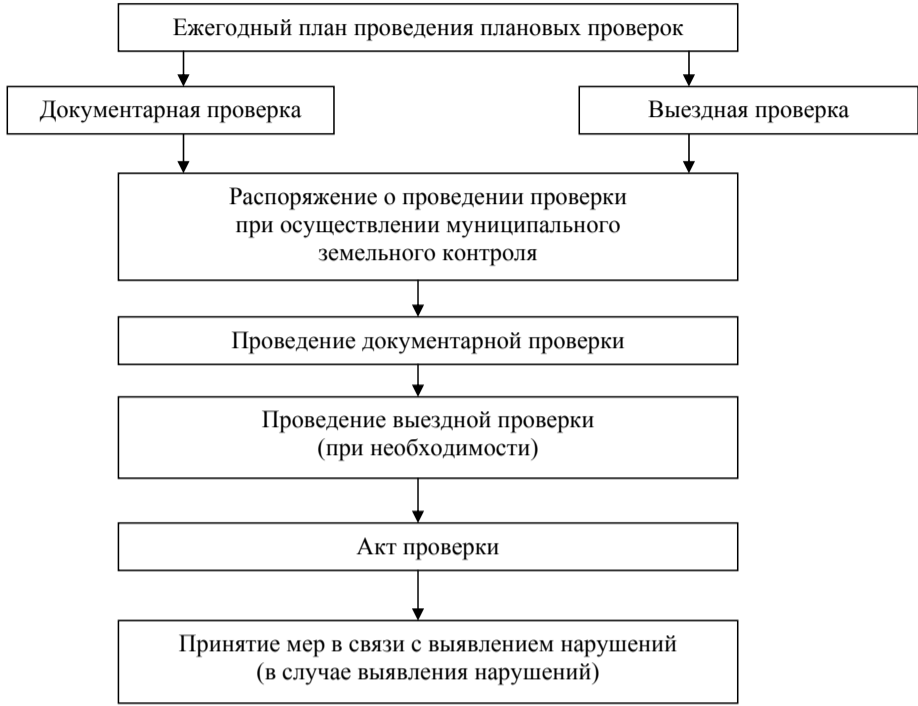 Ежегодный план проведения плановых проверок
Документарная проверка
Выездная проверка
Распоряжение о проведении проверки
при осуществлении муниципального
земельного контроля
Проведение документарной проверки
Проведение выездной проверки
(при необходимости)
Акт проверки
Принятие мер в связи с выявлением нарушений
(в случае выявления нарушений)